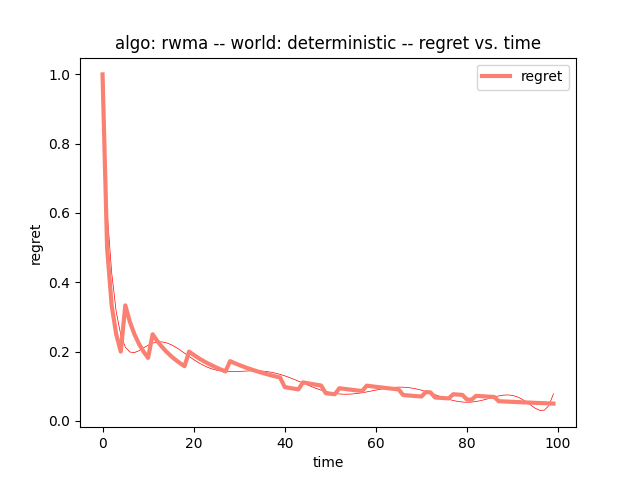 algo: rwma -- world: deterministic -- regret vs. time
regret
1.0
0.8
0.6
0.4
0.2
0.0
regret
0 20 40 60 80 100
time